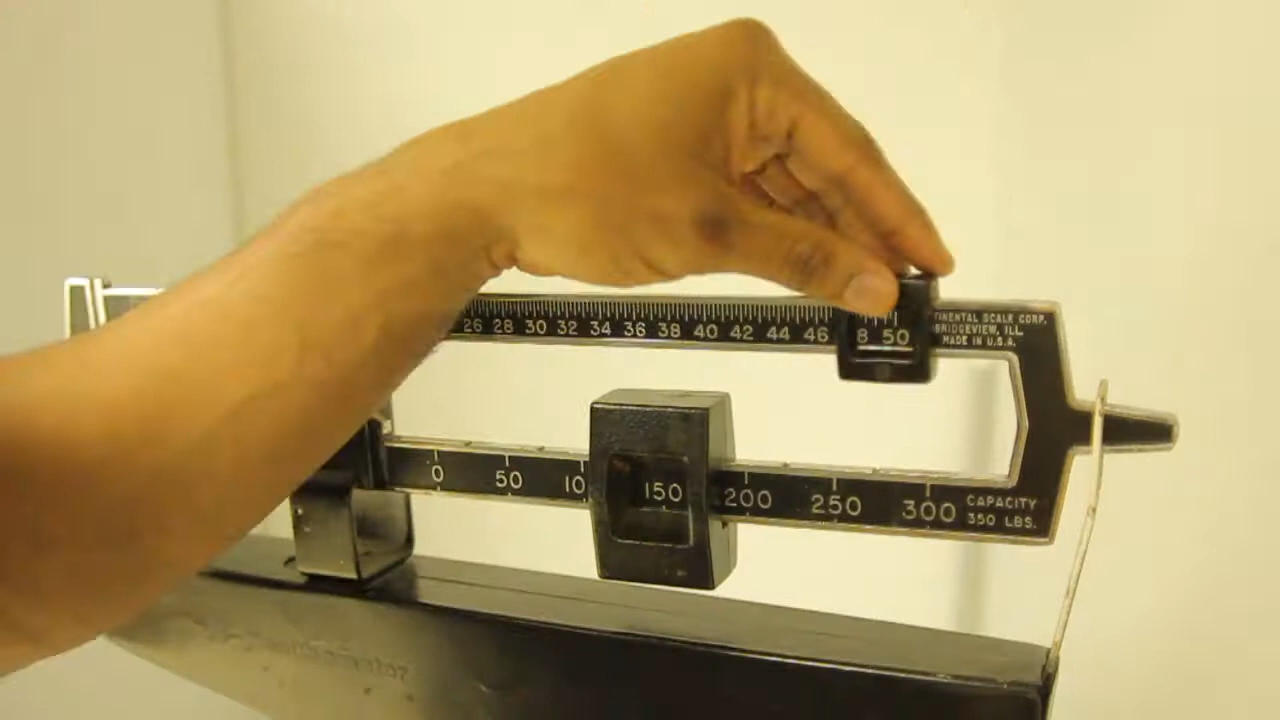 26 28 30 32 34 36 38 40 42 44 46 8 50
TINENTAL SCALE CORP.
BRIDGEVIEW, ILL.
MADE IN U.S.A.
0 50 10 150 200 250 300
CAPACITY
350 LBS.